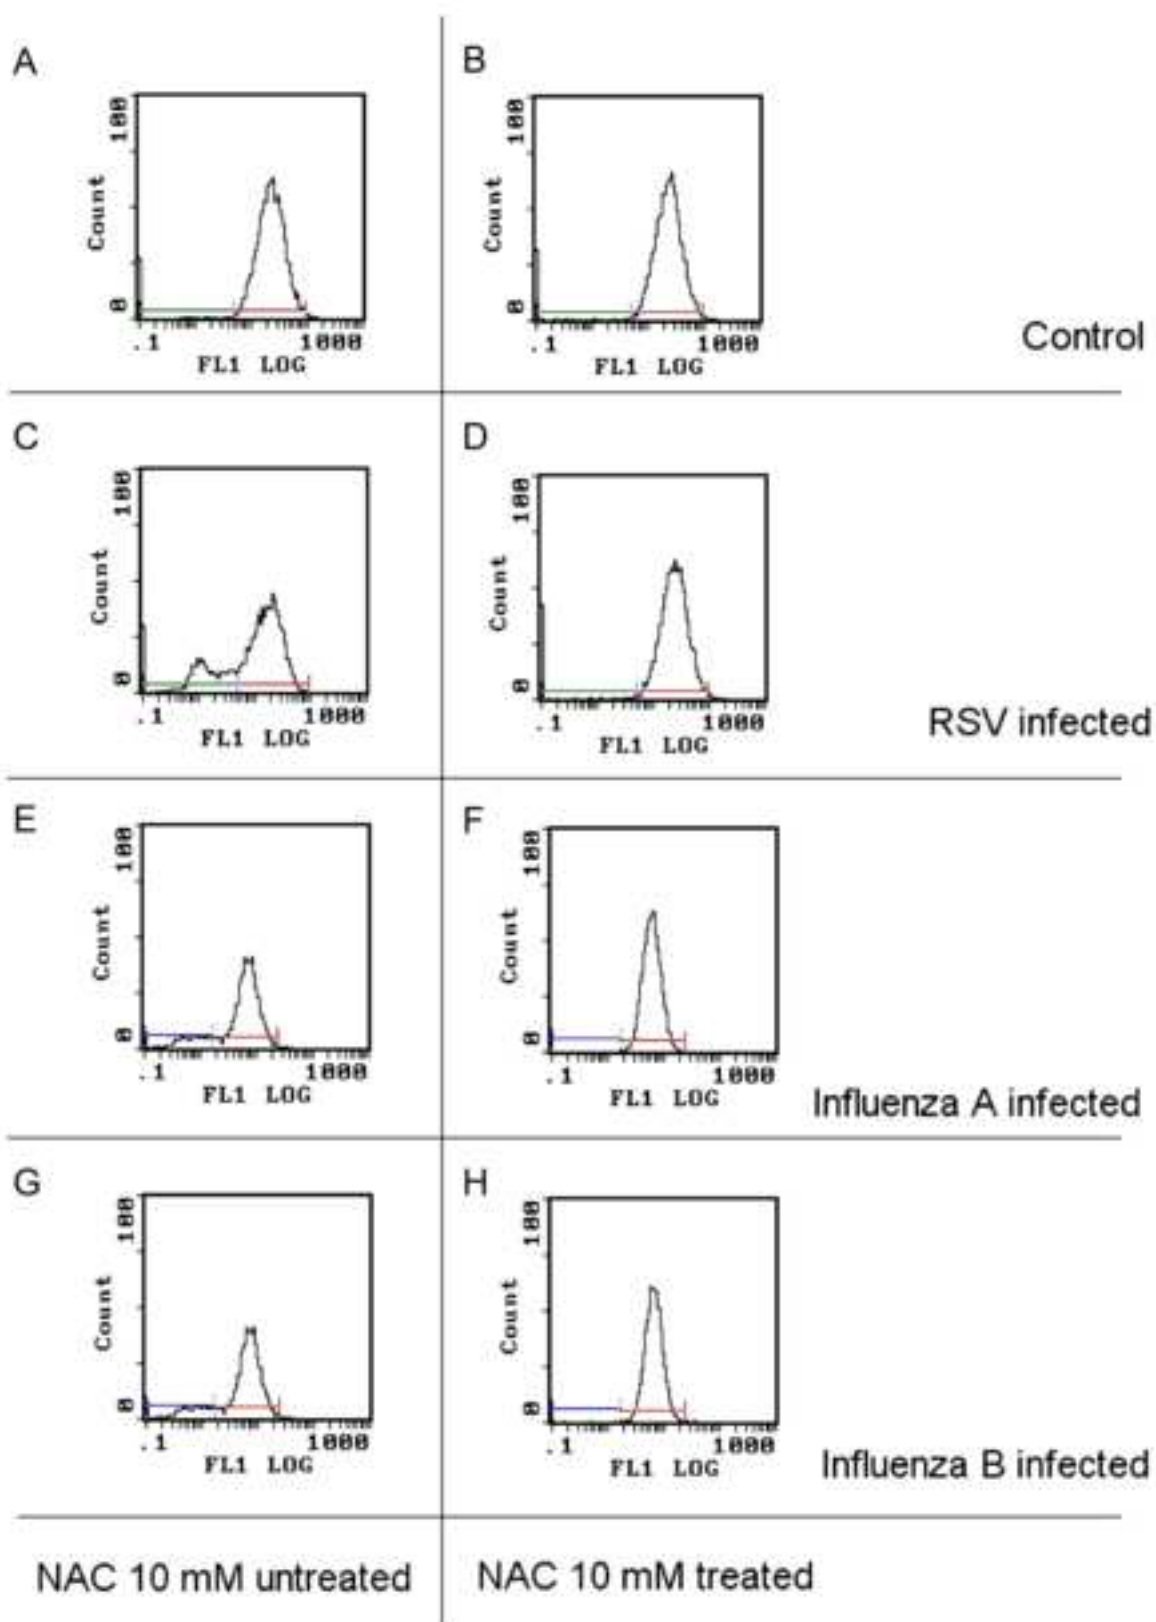 A
100
Count
0
.1 1000
FL1 LOG
B
100
Count
0
.1 1000
FL1 LOG
Control
C
100
Count
0
.1 1000
FL1 LOG
D
100
Count
0
.1 1000
FL1 LOG
RSV infected
E
100
Count
0
.1 1000
FL1 LOG
F
100
Count
0
.1 1000
FL1 LOG
Influenza A infected
G
100
Count
0
.1 1000
FL1 LOG
H
100
Count
0
.1 1000
FL1 LOG
Influenza B infected
NAC 10 mM untreated
NAC 10 mM treated